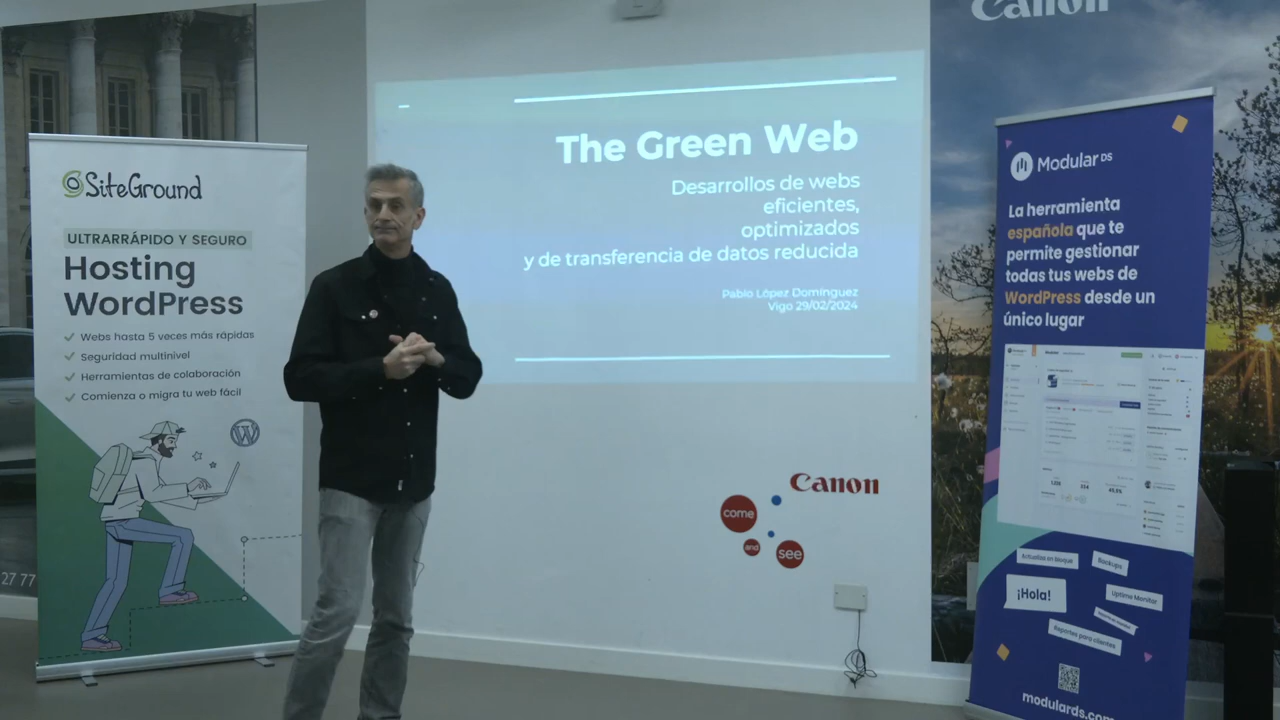 SiteGround
ULTRARRÁPIDO Y SEGURO
Hosting
WordPress
Webs hasta 5 veces más rápidas
Seguridad multinivel
Herramientas de colaboración
Comienza o migra tu web fácil
27 77
The Green Web
Desarrollos de webs
eficientes,
optimizados
y de transferencia de datos reducida
Pablo López Domínguez
Vigo 29/02/2024
Canon
come
and
see
Canon
Modular DS
La herramienta
española que te
permite gestionar
todas tus webs de
WordPress desde un
único lugar
Backups
¡Hola!
Uptime Monitor
Reportes para clientes
modulards.com